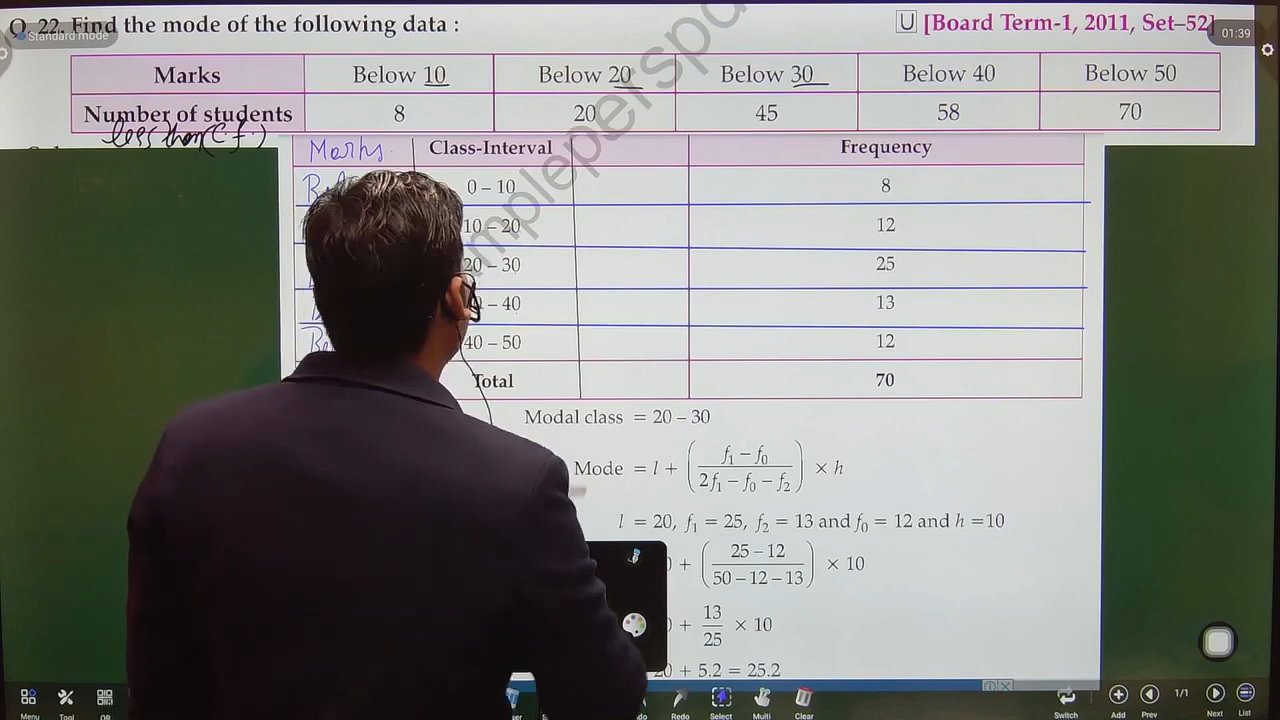 Q. 22. Find the mode of the following data : U [Board Term-1, 2011, Set–52]
Standard mode
01:39
Marks Below 10 Below 20 Below 30 Below 40 Below 50
Number of students 8 20 45 58 70
less than (c.f.)
Marks Class-Interval Frequency
0 – 10 8
10 – 20 12
20 – 30 25
– 40 13
40 – 50 12
Total 70
Modal class = 20 – 30
Mode = l + ( f1 – f0 / 2f1 – f0 – f2 ) × h
l = 20, f1 = 25, f2 = 13 and f0 = 12 and h =10
+ ( 25 – 12 / 50 – 12 – 13 ) × 10
+ 13/25 × 10
20 + 5.2 = 25.2
Menu Tool QR Redo Select Multi Clear Switch Add Prev 1/1 Next List